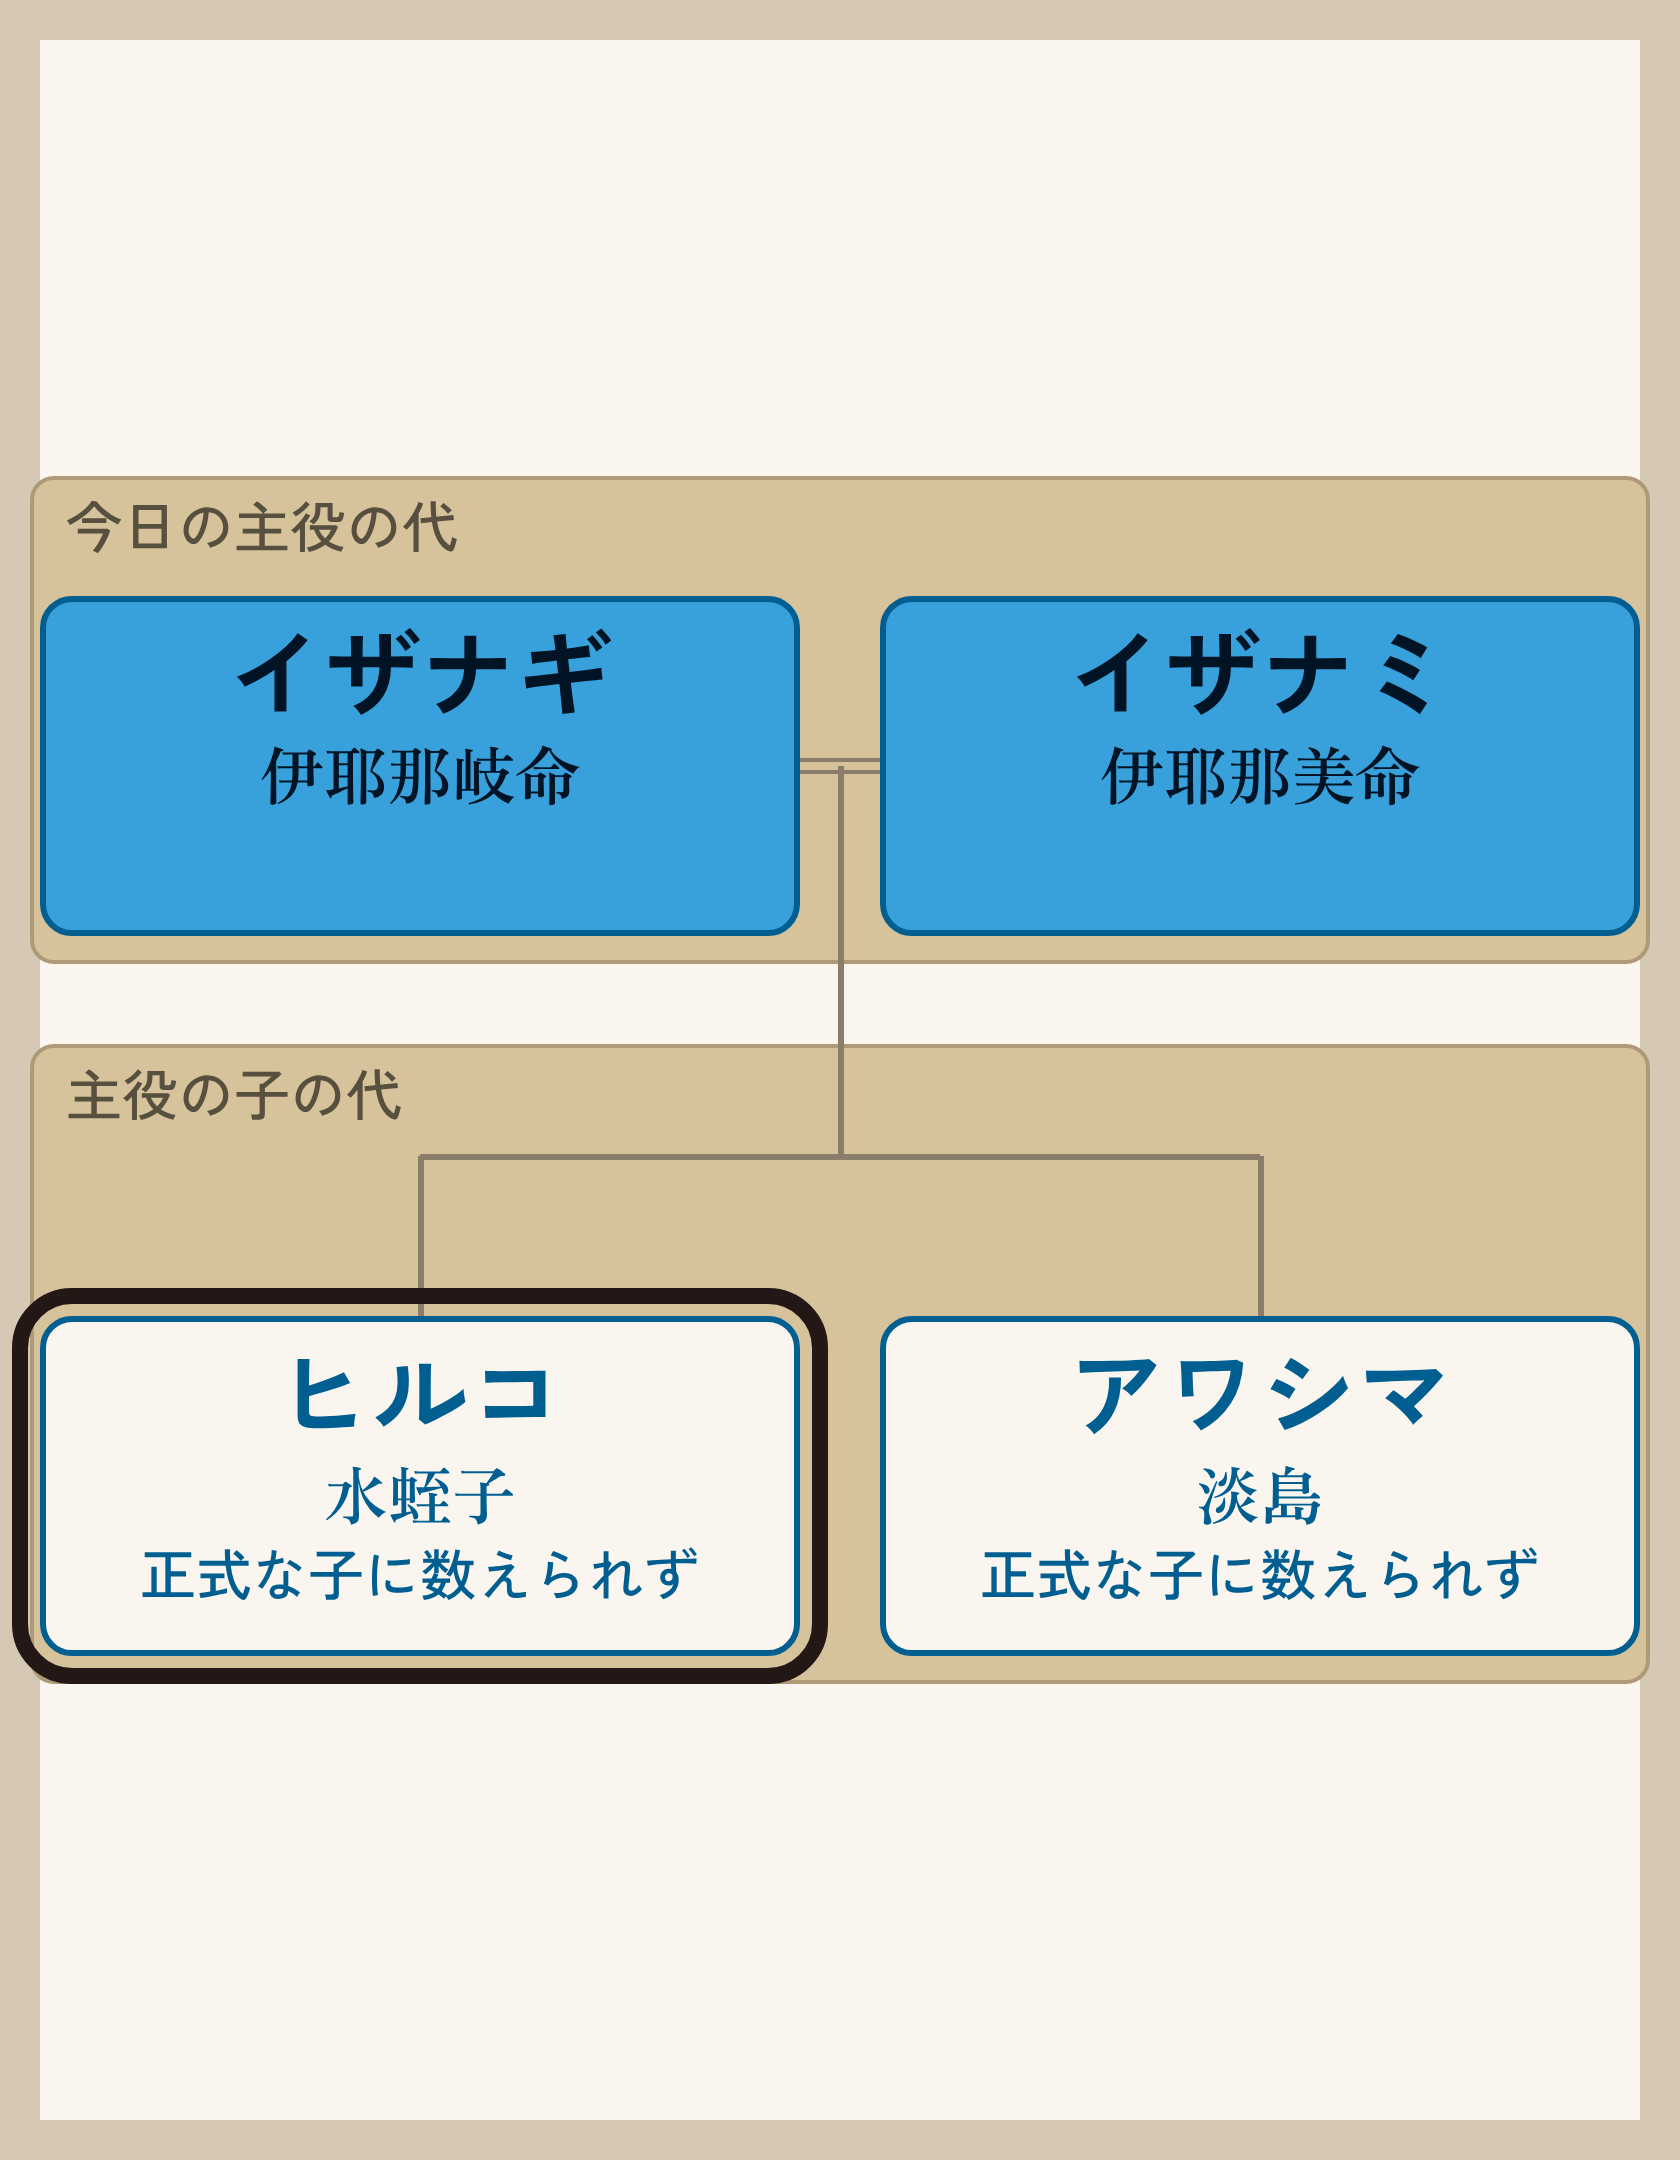 今日の主役の代
イザナギ
伊耶那岐命
イザナミ
伊耶那美命
主役の子の代
ヒルコ
水蛭子
正式な子に数えられず
アワシマ
淡島
正式な子に数えられず